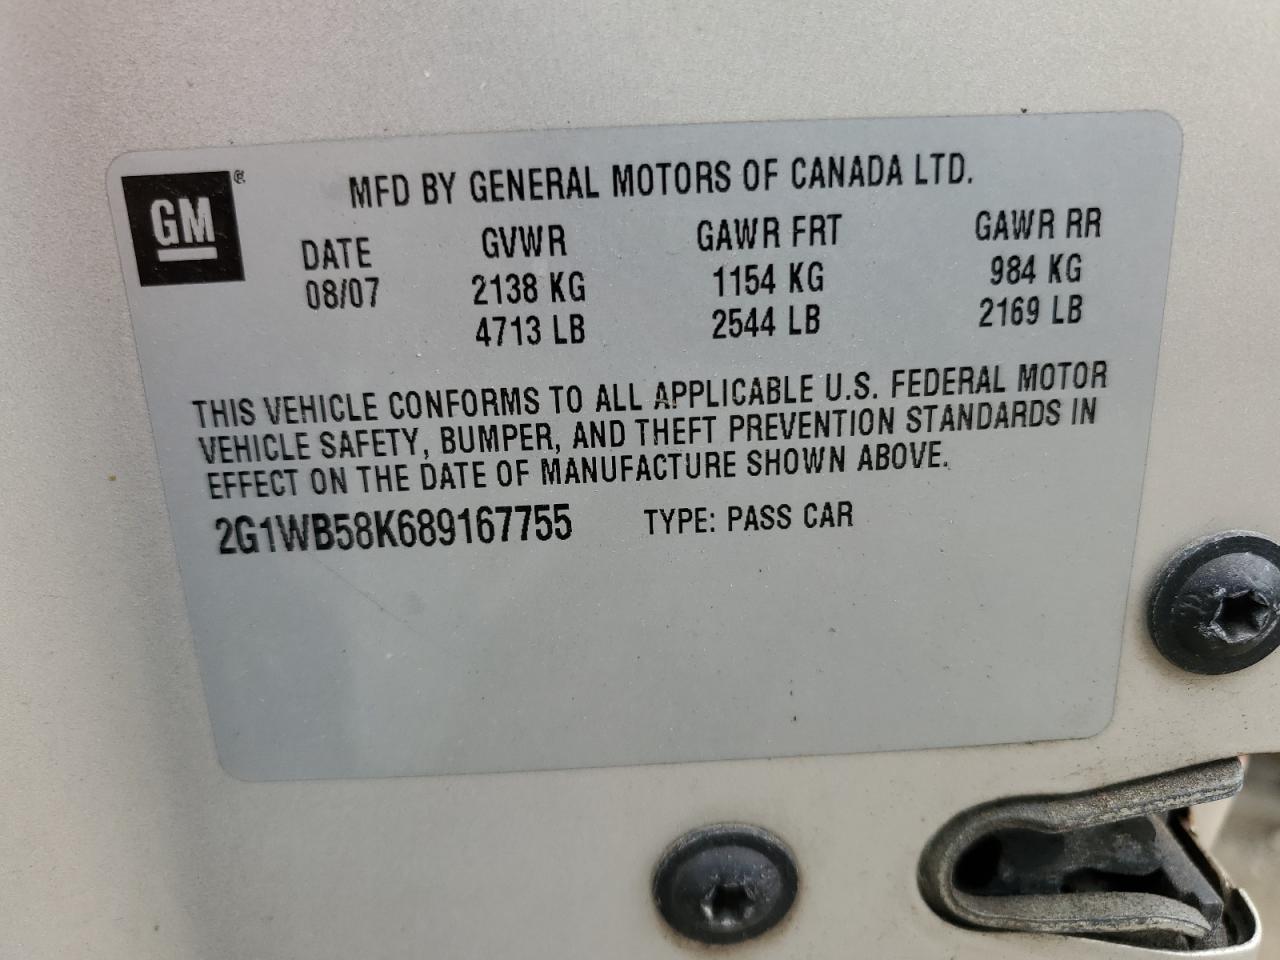 GM®
MFD BY GENERAL MOTORS OF CANADA LTD.
DATE GVWR GAWR FRT GAWR RR
08/07 2138 KG 1154 KG 984 KG
4713 LB 2544 LB 2169 LB
THIS VEHICLE CONFORMS TO ALL APPLICABLE U.S. FEDERAL MOTOR
VEHICLE SAFETY, BUMPER, AND THEFT PREVENTION STANDARDS IN
EFFECT ON THE DATE OF MANUFACTURE SHOWN ABOVE.
2G1WB58K689167755 TYPE: PASS CAR